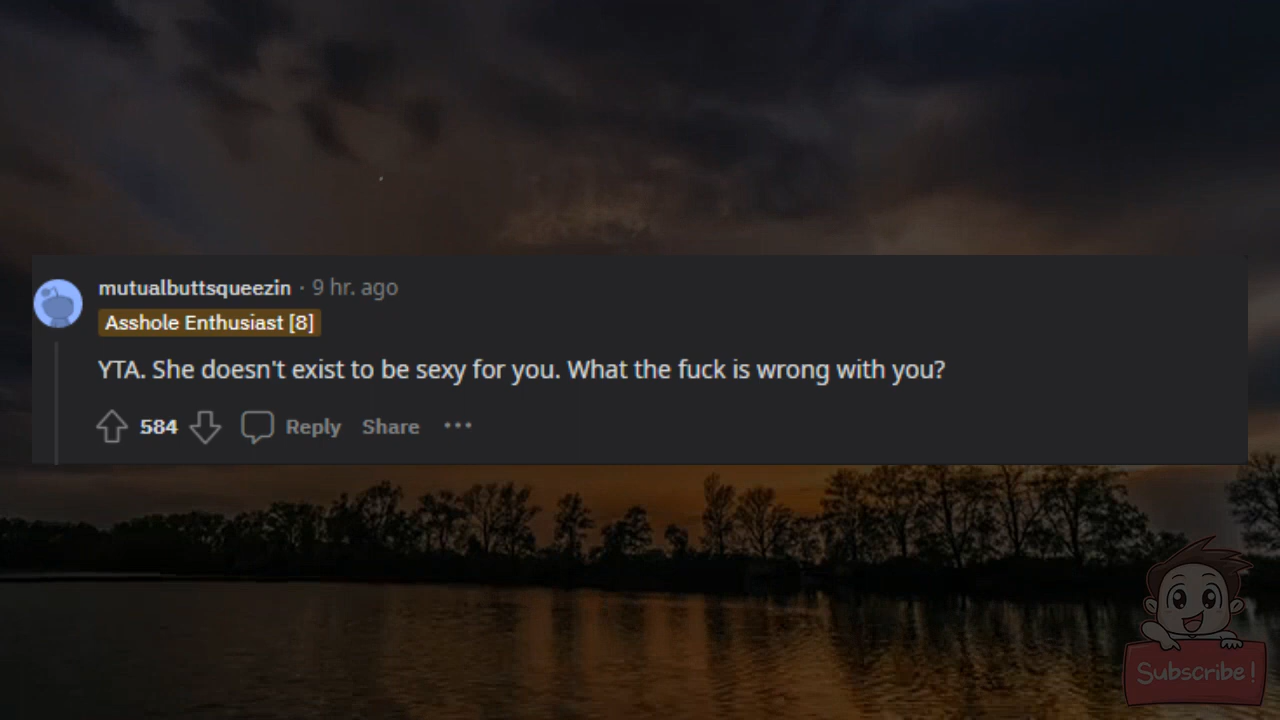 mutualbuttsqueezin · 9 hr. ago
Asshole Enthusiast [8]
YTA. She doesn't exist to be sexy for you. What the fuck is wrong with you?
584 Reply Share ···
Subscribe!